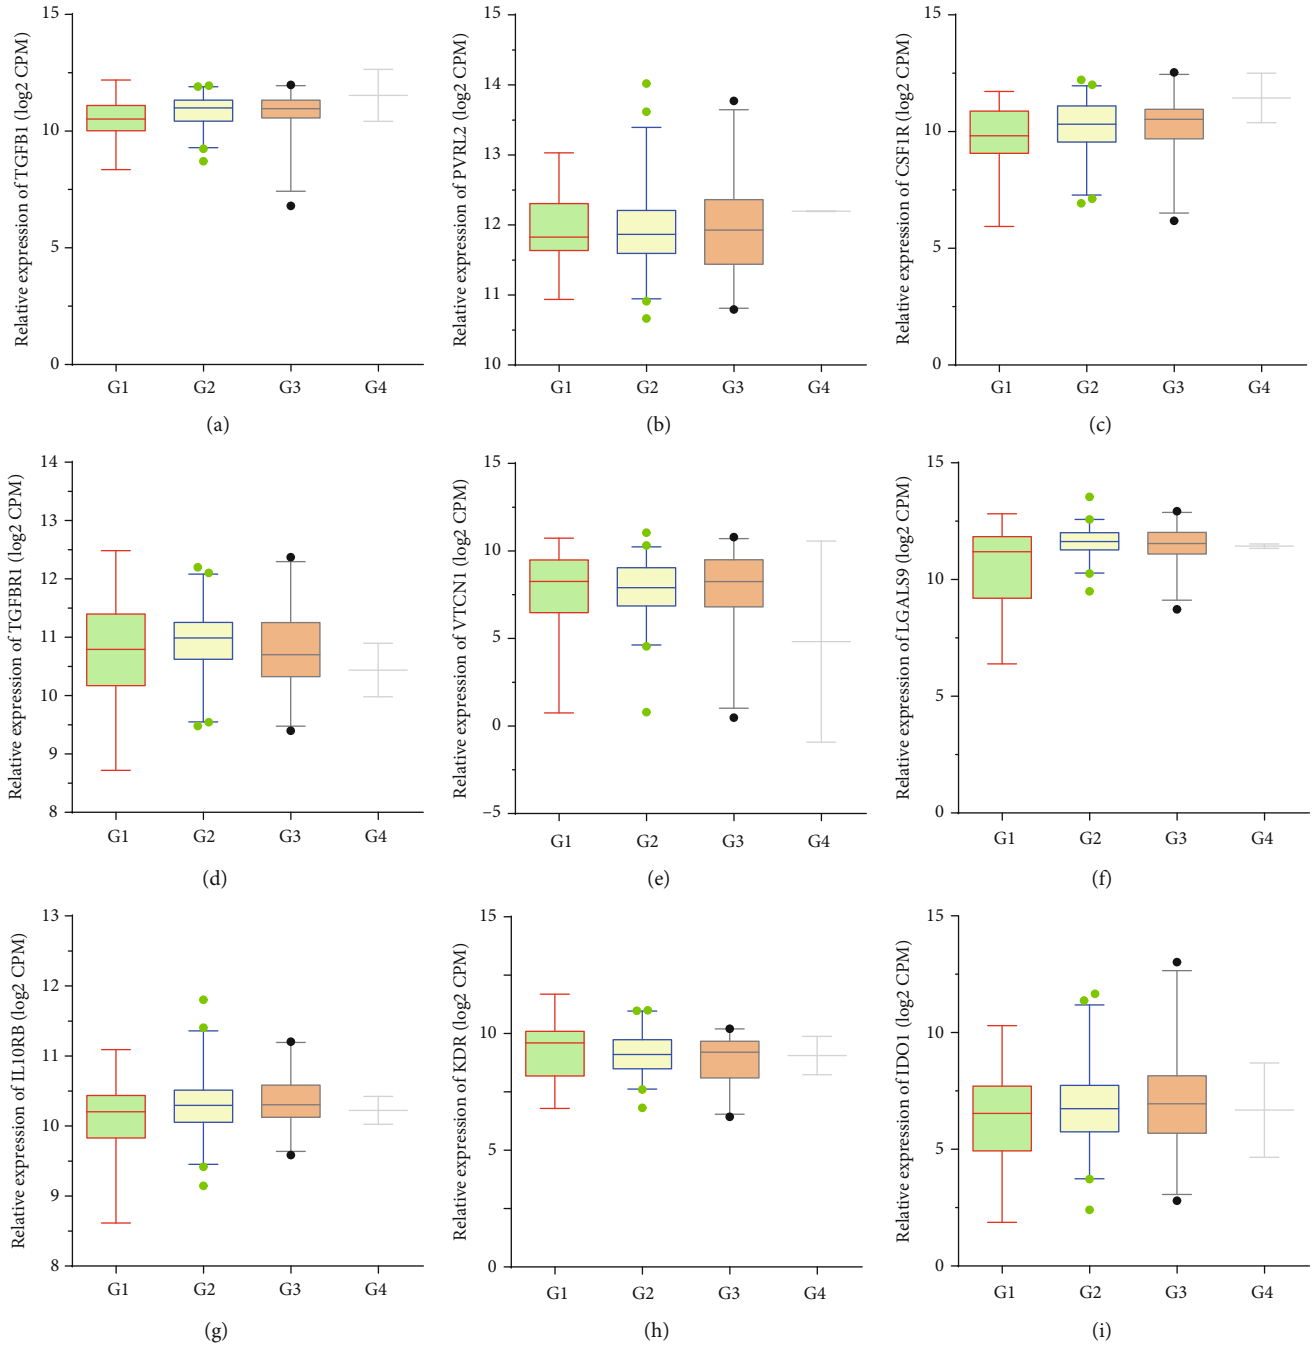 Relative expression of TGFB1 (log2 CPM)
15
10
5
0
G1 G2 G3 G4
(a)
Relative expression of PVRL2 (log2 CPM)
15
14
13
12
11
10
G1 G2 G3 G4
(b)
Relative expression of CSF1R (log2 CPM)
15
10
5
0
G1 G2 G3 G4
(c)
Relative expression of TGFBR1 (log2 CPM)
14
13
12
11
10
9
8
G1 G2 G3 G4
(d)
Relative expression of VTCN1 (log2 CPM)
15
10
5
0
−5
G1 G2 G3 G4
(e)
Relative expression of LGALS9 (log2 CPM)
15
10
5
0
G1 G2 G3 G4
(f)
Relative expression of IL10RB (log2 CPM)
13
12
11
10
9
8
G1 G2 G3 G4
(g)
Relative expression of KDR (log2 CPM)
15
10
5
0
G1 G2 G3 G4
(h)
Relative expression of IDO1 (log2 CPM)
15
10
5
0
G1 G2 G3 G4
(i)